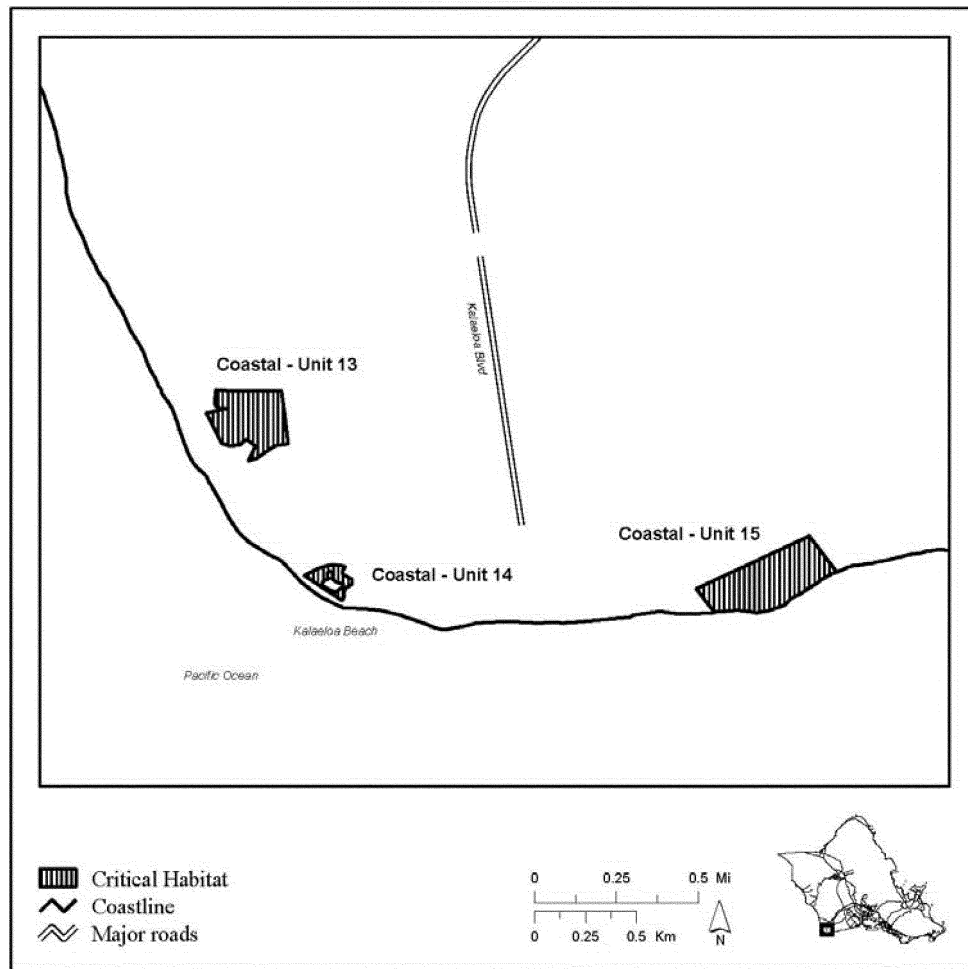 Kalaeloa Blvd
Coastal - Unit 13
Coastal - Unit 15
Coastal - Unit 14
Kalaeloa Beach
Pacific Ocean
Critical Habitat
Coastline
Major roads
0 0.25 0.5 Mi
0 0.25 0.5 Km
N